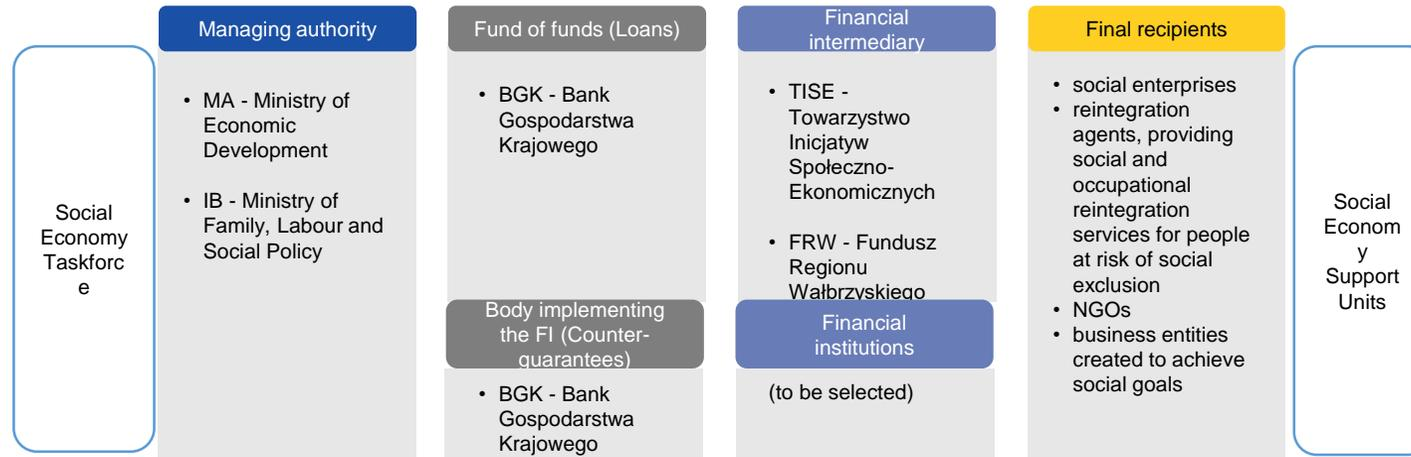 Social
Economy
Taskforc
e
Managing authority
• MA - Ministry of
Economic
Development
• IB - Ministry of
Family, Labour and
Social Policy
Fund of funds (Loans)
• BGK - Bank
Gospodarstwa
Krajowego
Body implementing
the FI (Counter-
guarantees)
• BGK - Bank
Gospodarstwa
Krajowego
Financial
intermediary
• TISE -
Towarzystwo
Inicjatyw
Społeczno-
Ekonomicznych
• FRW - Fundusz
Regionu
Wałbrzyskiego
Financial
institutions
(to be selected)
Final recipients
• social enterprises
• reintegration
agents, providing
social and
occupational
reintegration
services for people
at risk of social
exclusion
• NGOs
• business entities
created to achieve
social goals
Social
Econom
y
Support
Units